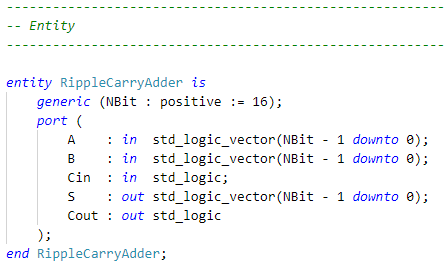 --------------------------------------------------------
-- Entity
--------------------------------------------------------
entity RippleCarryAdder is
    generic (NBit : positive := 16);
    port (
        A    : in  std_logic_vector(NBit - 1 downto 0);
        B    : in  std_logic_vector(NBit - 1 downto 0);
        Cin  : in  std_logic;
        S    : out std_logic_vector(NBit - 1 downto 0);
        Cout : out std_logic
    );
end RippleCarryAdder;